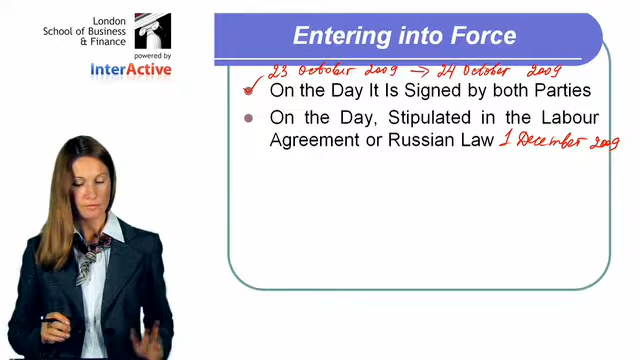 London
School of Business
& Finance
powered by
InterActive
Entering into Force
23 October 2009 → 24 October 2009
On the Day It Is Signed by both Parties
On the Day, Stipulated in the Labour
Agreement or Russian Law 1 December 2009